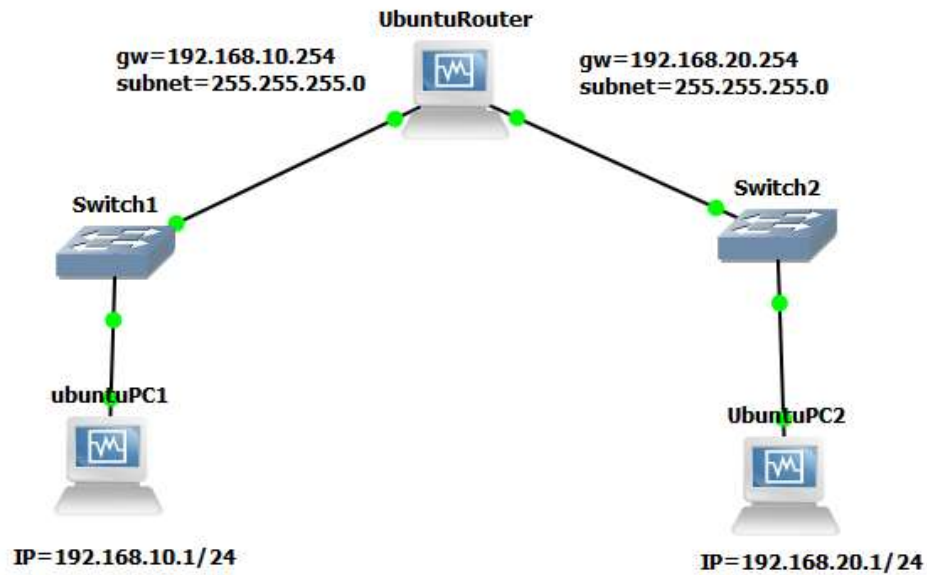 UbuntuRouter
gw=192.168.10.254
subnet=255.255.255.0
gw=192.168.20.254
subnet=255.255.255.0
Switch1
Switch2
ubuntuPC1
UbuntuPC2
IP=192.168.10.1/24
IP=192.168.20.1/24